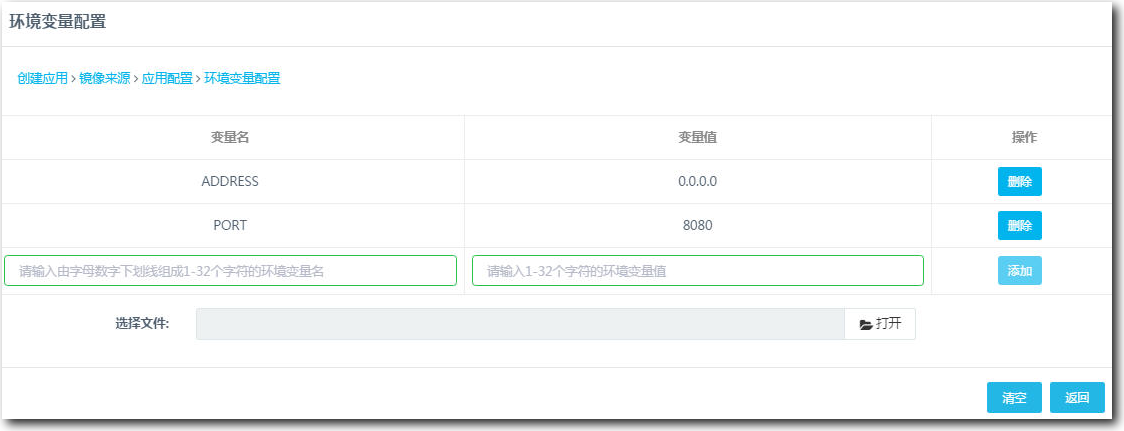 环境变量配置
创建应用 > 镜像来源 > 应用配置 > 环境变量配置
变量名 变量值 操作
ADDRESS 0.0.0.0 删除
PORT 8080 删除
请输入由字母数字下划线组成1-32个字符的环境变量名 请输入1-32个字符的环境变量值 添加
选择文件: 打开
清空 返回